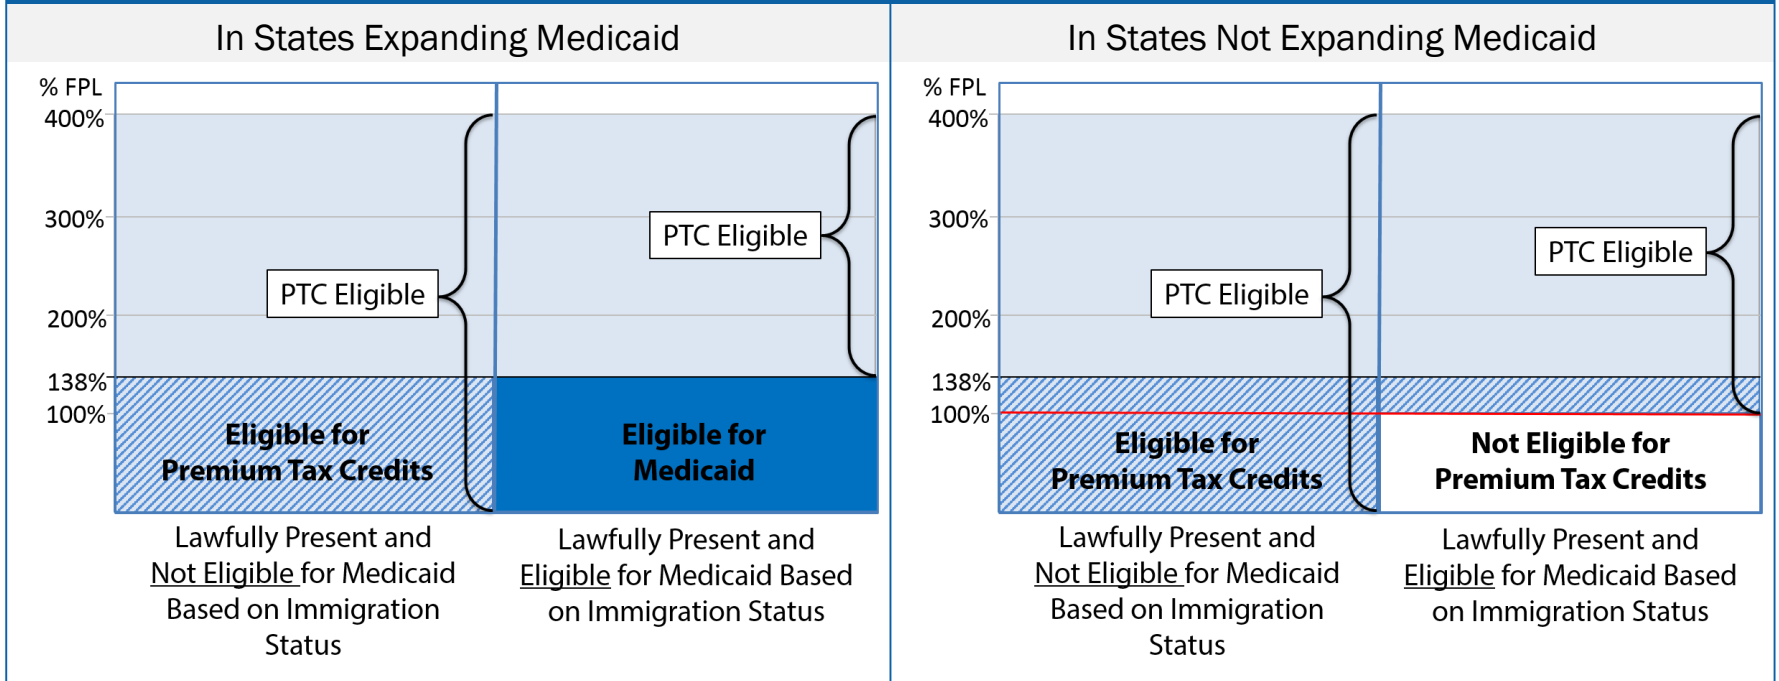 In States Expanding Medicaid
% FPL
400%
300%
200%
138%
100%
PTC Eligible
PTC Eligible
Eligible for
Premium Tax Credits
Eligible for
Medicaid
Lawfully Present and
Not Eligible for Medicaid
Based on Immigration
Status
Lawfully Present and
Eligible for Medicaid Based
on Immigration Status
In States Not Expanding Medicaid
% FPL
400%
300%
200%
138%
100%
PTC Eligible
PTC Eligible
Eligible for
Premium Tax Credits
Not Eligible for
Premium Tax Credits
Lawfully Present and
Not Eligible for Medicaid
Based on Immigration
Status
Lawfully Present and
Eligible for Medicaid Based
on Immigration Status